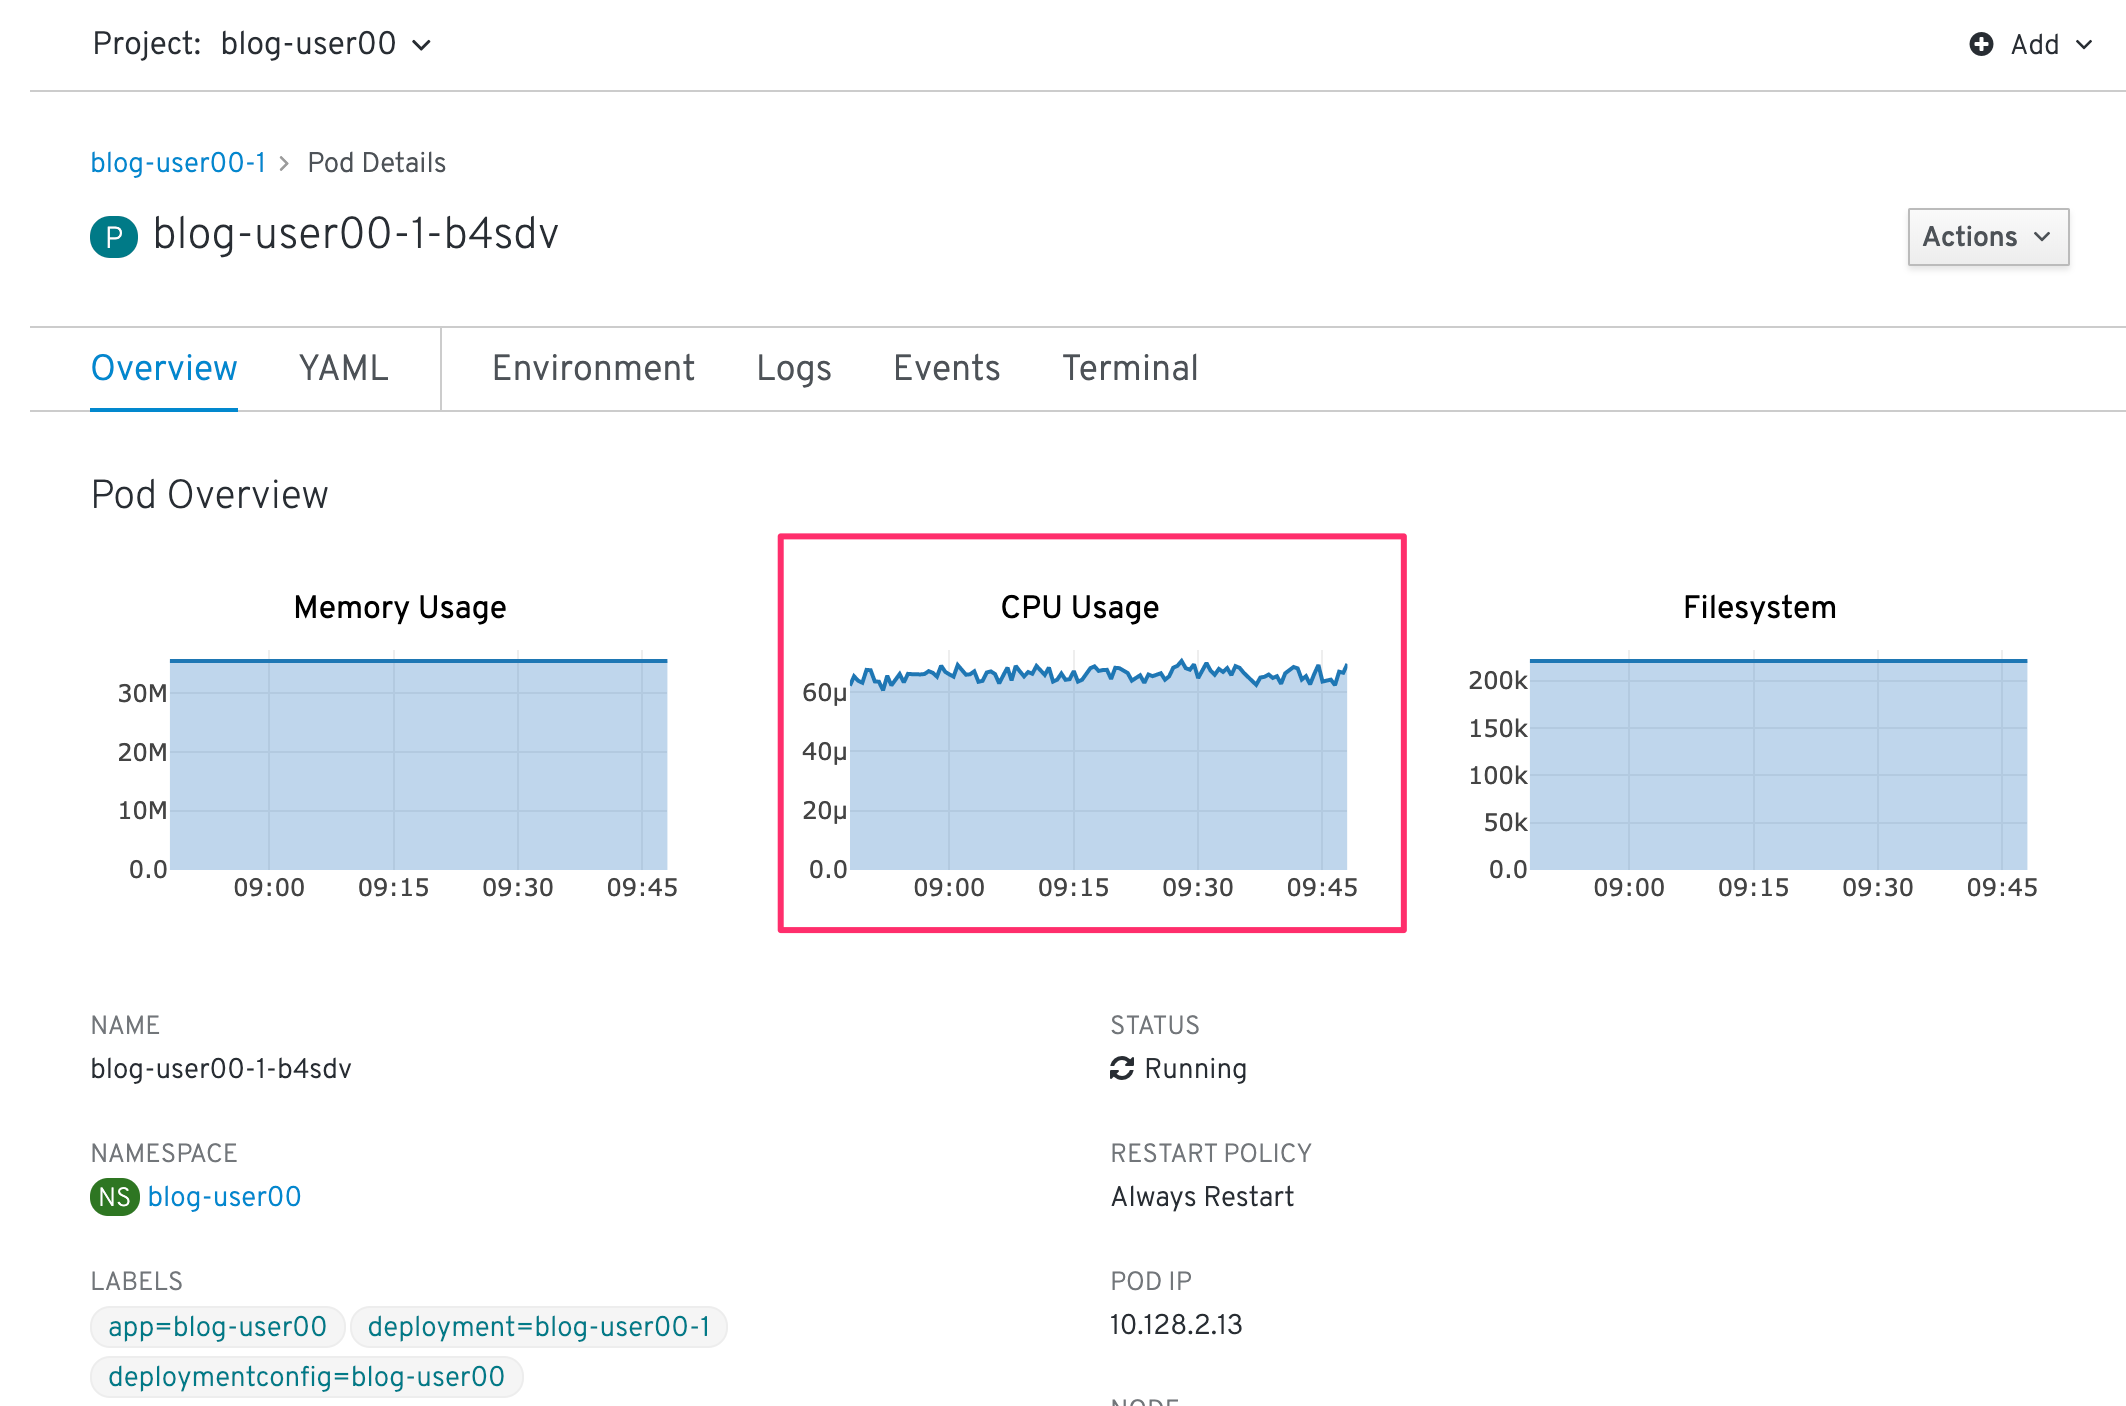 Project: blog-user00
Add
blog-user00-1 > Pod Details
P blog-user00-1-b4sdv
Actions
Overview YAML Environment Logs Events Terminal
Pod Overview
Memory Usage
30M
20M
10M
0.0
09:00 09:15 09:30 09:45
CPU Usage
60µ
40µ
20µ
0.0
09:00 09:15 09:30 09:45
Filesystem
200k
150k
100k
50k
0.0
09:00 09:15 09:30 09:45
NAME
blog-user00-1-b4sdv
NAMESPACE
NS blog-user00
LABELS
app=blog-user00 deployment=blog-user00-1
deploymentconfig=blog-user00
STATUS
Running
RESTART POLICY
Always Restart
POD IP
10.128.2.13